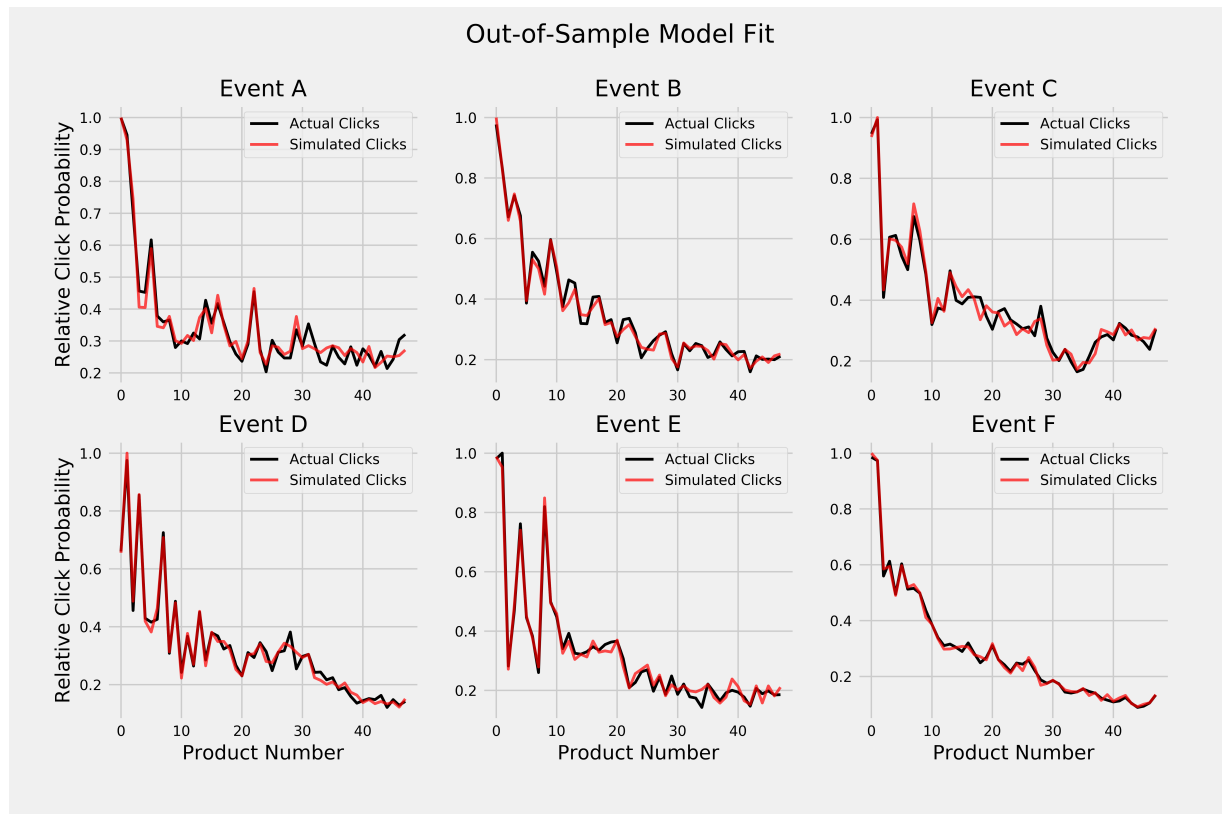 Out-of-Sample Model Fit
Event A
Event B
Event C
Relative Click Probability
1.0
0.9
0.8
0.7
0.6
0.5
0.4
0.3
0.2
0 10 20 30 40
Actual Clicks
Simulated Clicks
1.0
0.8
0.6
0.4
0.2
0 10 20 30 40
Actual Clicks
Simulated Clicks
1.0
0.8
0.6
0.4
0.2
0 10 20 30 40
Actual Clicks
Simulated Clicks
Event D
Event E
Event F
Relative Click Probability
1.0
0.8
0.6
0.4
0.2
0 10 20 30 40
Product Number
Actual Clicks
Simulated Clicks
1.0
0.8
0.6
0.4
0.2
0 10 20 30 40
Product Number
Actual Clicks
Simulated Clicks
1.0
0.8
0.6
0.4
0.2
0 10 20 30 40
Product Number
Actual Clicks
Simulated Clicks